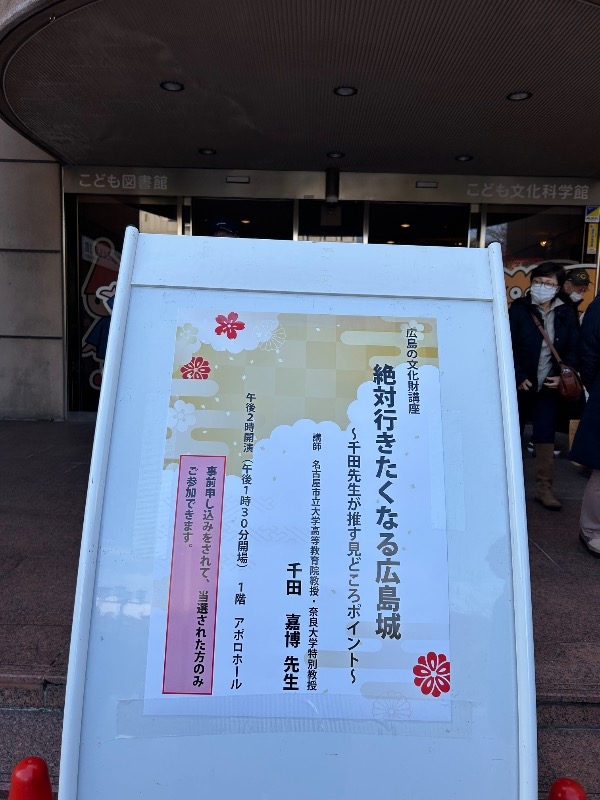 こども図書館
こども文化科学館
広島の文化財講座
絶対行きたくなる広島城
～千田先生が推す見どころポイント～
講師 名古屋市立大学高等教育院教授・奈良大学特別教授
千田 嘉博 先生
午後2時開演（午後1時30分開場） 1階 アポロホール
事前申し込みをされて、当選された方のみ
ご参加できます。